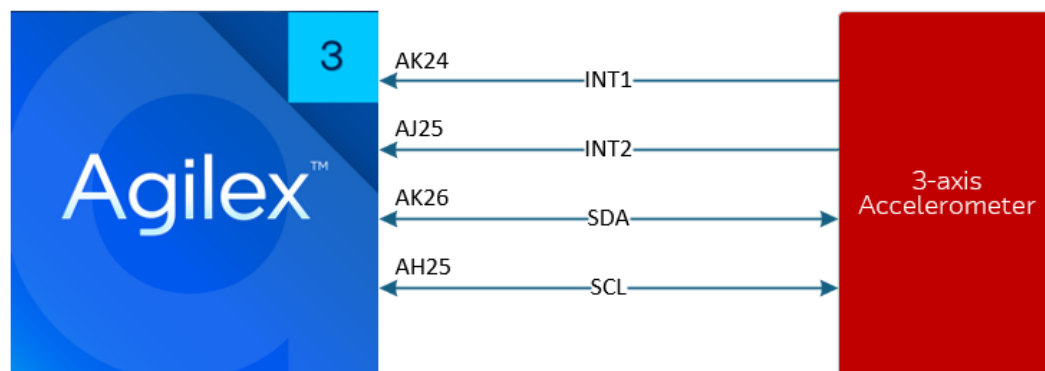 3
Agilex™
AK24
INT1
AJ25
INT2
AK26
SDA
AH25
SCL
3-axis
Accelerometer